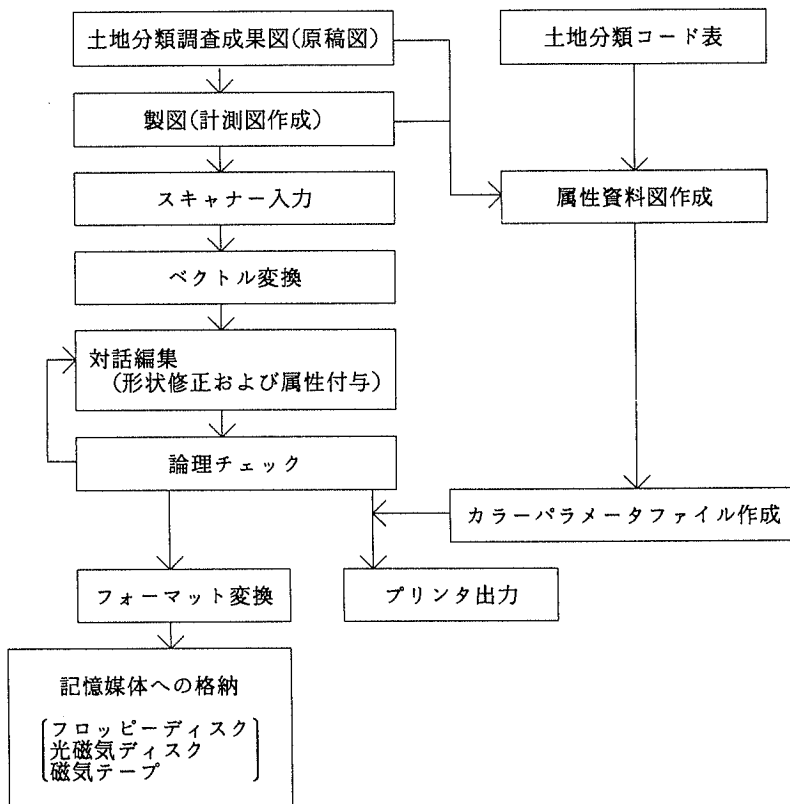 土地分類調査成果図(原稿図)
土地分類コード表
製図(計測図作成)
スキャナー入力
属性資料図作成
ベクトル変換
対話編集
(形状修正および属性付与)
論理チェック
カラーパラメータファイル作成
フォーマット変換
プリンタ出力
記憶媒体への格納
フロッピーディスク
光磁気ディスク
磁気テープ